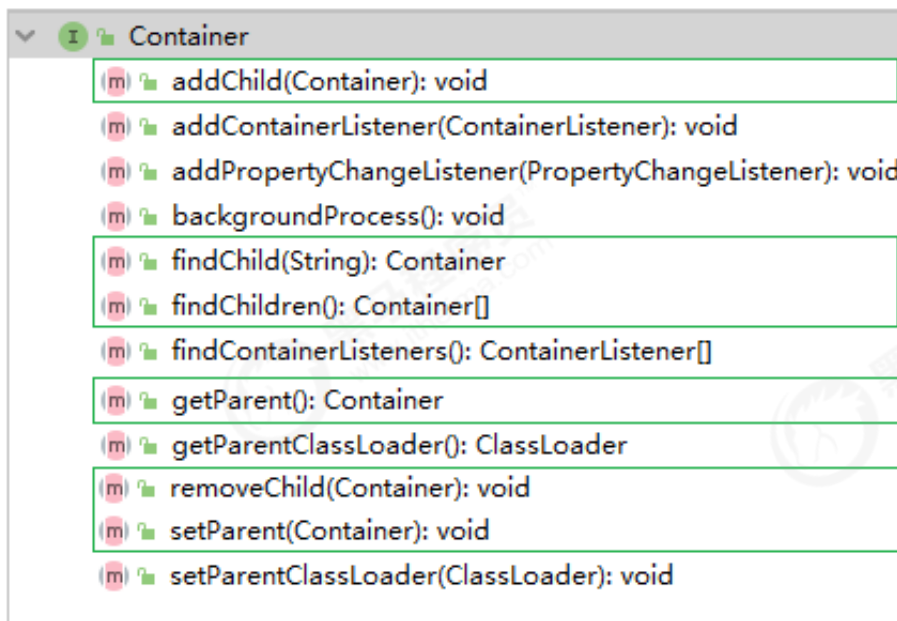 Container
addChild(Container): void
addContainerListener(ContainerListener): void
addPropertyChangeListener(PropertyChangeListener): void
backgroundProcess(): void
findChild(String): Container
findChildren(): Container[]
findContainerListeners(): ContainerListener[]
getParent(): Container
getParentClassLoader(): ClassLoader
removeChild(Container): void
setParent(Container): void
setParentClassLoader(ClassLoader): void